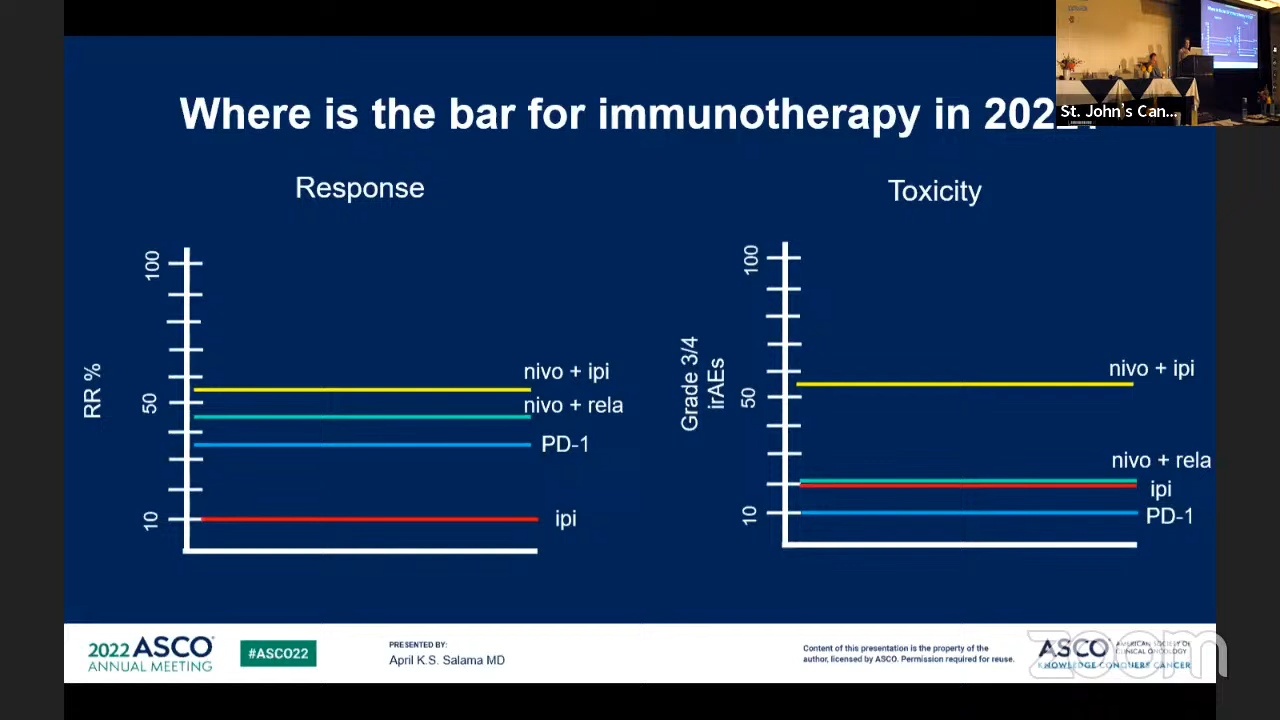 Where is the bar for immunotherapy in 202
St. John's Can...
Response
Toxicity
RR %
100
50
10
nivo + ipi
nivo + rela
PD-1
ipi
Grade 3/4
irAEs
100
50
10
nivo + ipi
nivo + rela
ipi
PD-1
2022 ASCO
ANNUAL MEETING
#ASCO22
PRESENTED BY:
April K.S. Salama MD
Content of this presentation is the property of the
author, licensed by ASCO. Permission required for reuse.
ASCO
AMERICAN SOCIETY OF
CLINICAL ONCOLOGY
KNOWLEDGE CONQUERS CANCER
zoom